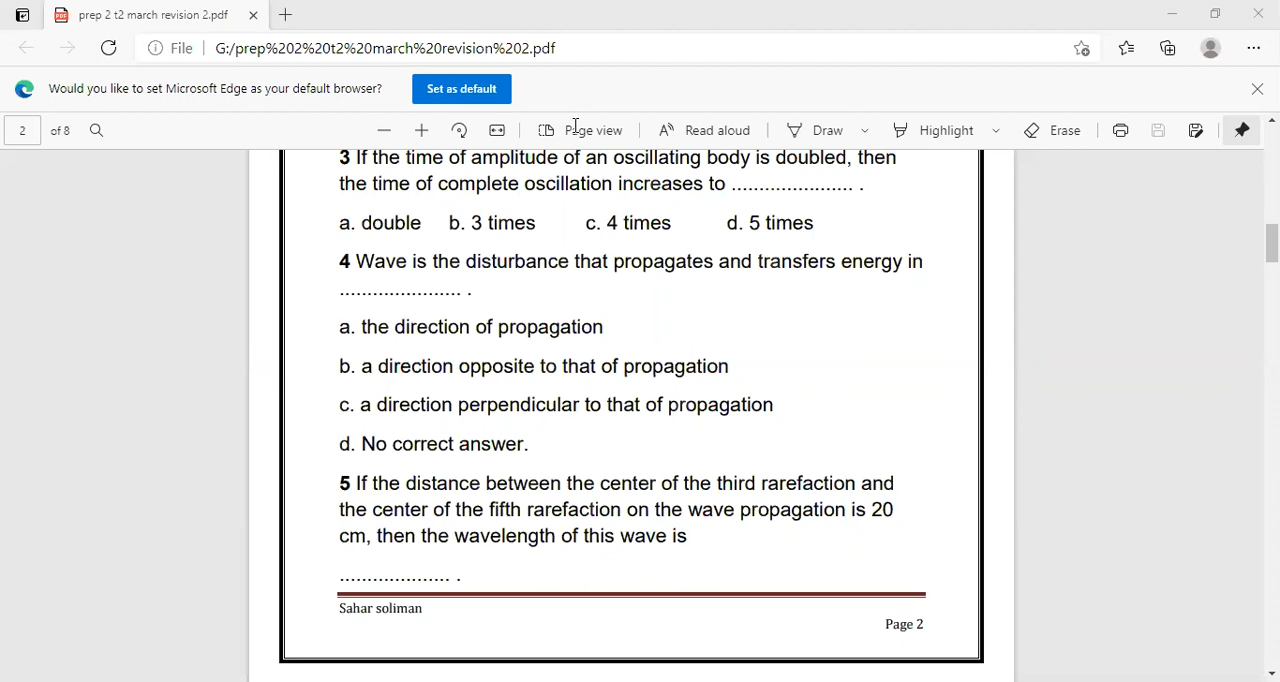 prep 2 t2 march revision 2.pdf
File
G:/prep%202%20t2%20march%20revision%202.pdf
Would you like to set Microsoft Edge as your default browser?
Set as default
2 of 8
Page view
Read aloud
Draw
Highlight
Erase
3 If the time of amplitude of an oscillating body is doubled, then
the time of complete oscillation increases to ...................... .
a. double b. 3 times c. 4 times d. 5 times
4 Wave is the disturbance that propagates and transfers energy in
...................... .
a. the direction of propagation
b. a direction opposite to that of propagation
c. a direction perpendicular to that of propagation
d. No correct answer.
5 If the distance between the center of the third rarefaction and
the center of the fifth rarefaction on the wave propagation is 20
cm, then the wavelength of this wave is
.................... .
Sahar soliman
Page 2